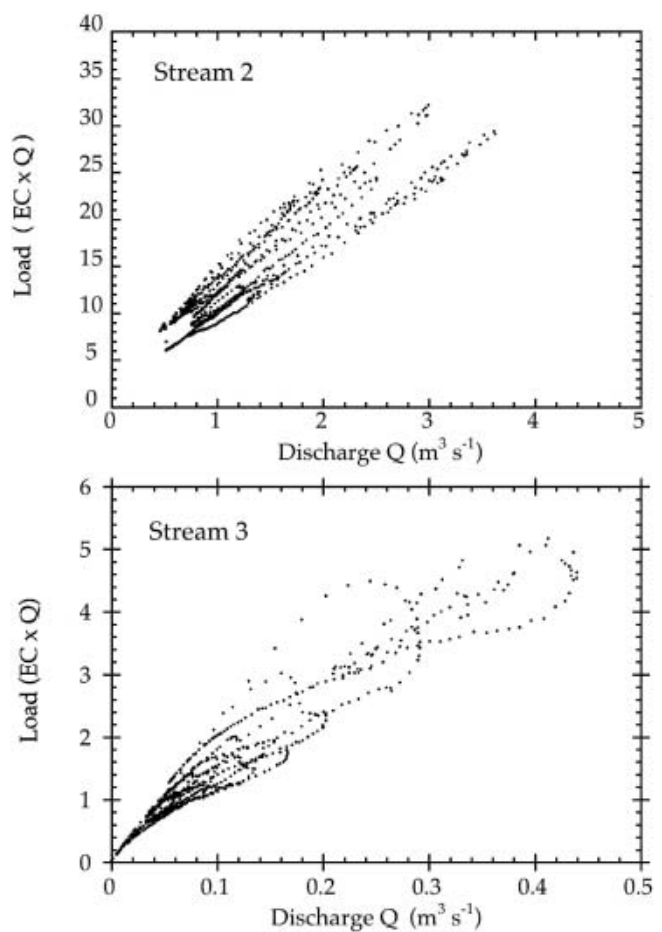 40
35
30
25
20
15
10
5
0
Load ( EC x Q)
Stream 2
0 1 2 3 4 5
Discharge Q (m³ s⁻¹)
6
5
4
3
2
1
0
Load (EC x Q)
Stream 3
0 0.1 0.2 0.3 0.4 0.5
Discharge Q (m³ s⁻¹)